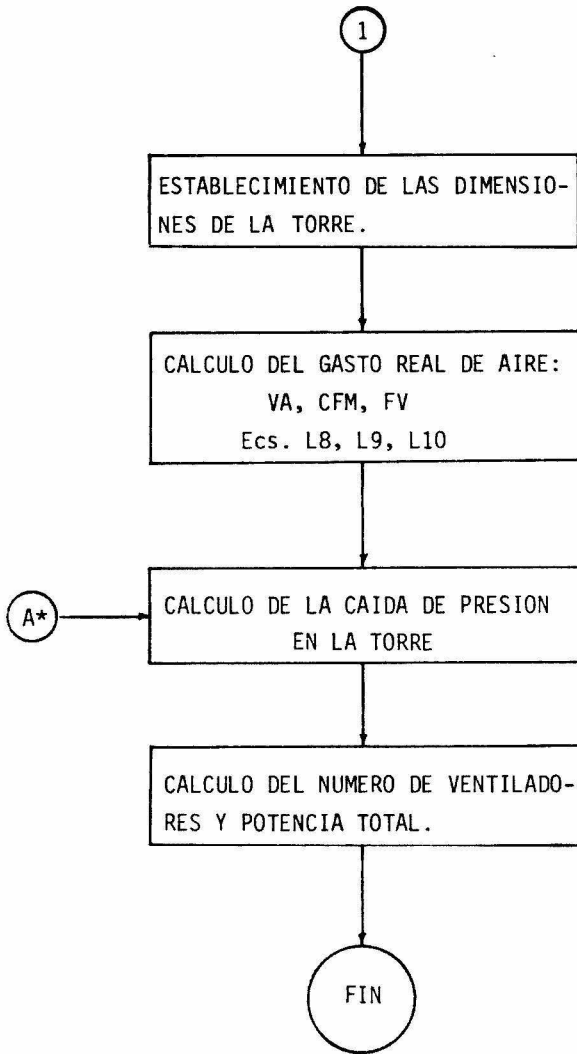 1
ESTABLECIMIENTO DE LAS DIMENSIO-
NES DE LA TORRE.
CALCULO DEL GASTO REAL DE AIRE:
VA, CFM, FV
Ecs. L8, L9, L10
A*
CALCULO DE LA CAIDA DE PRESION
EN LA TORRE
CALCULO DEL NUMERO DE VENTILADO-
RES Y POTENCIA TOTAL.
FIN